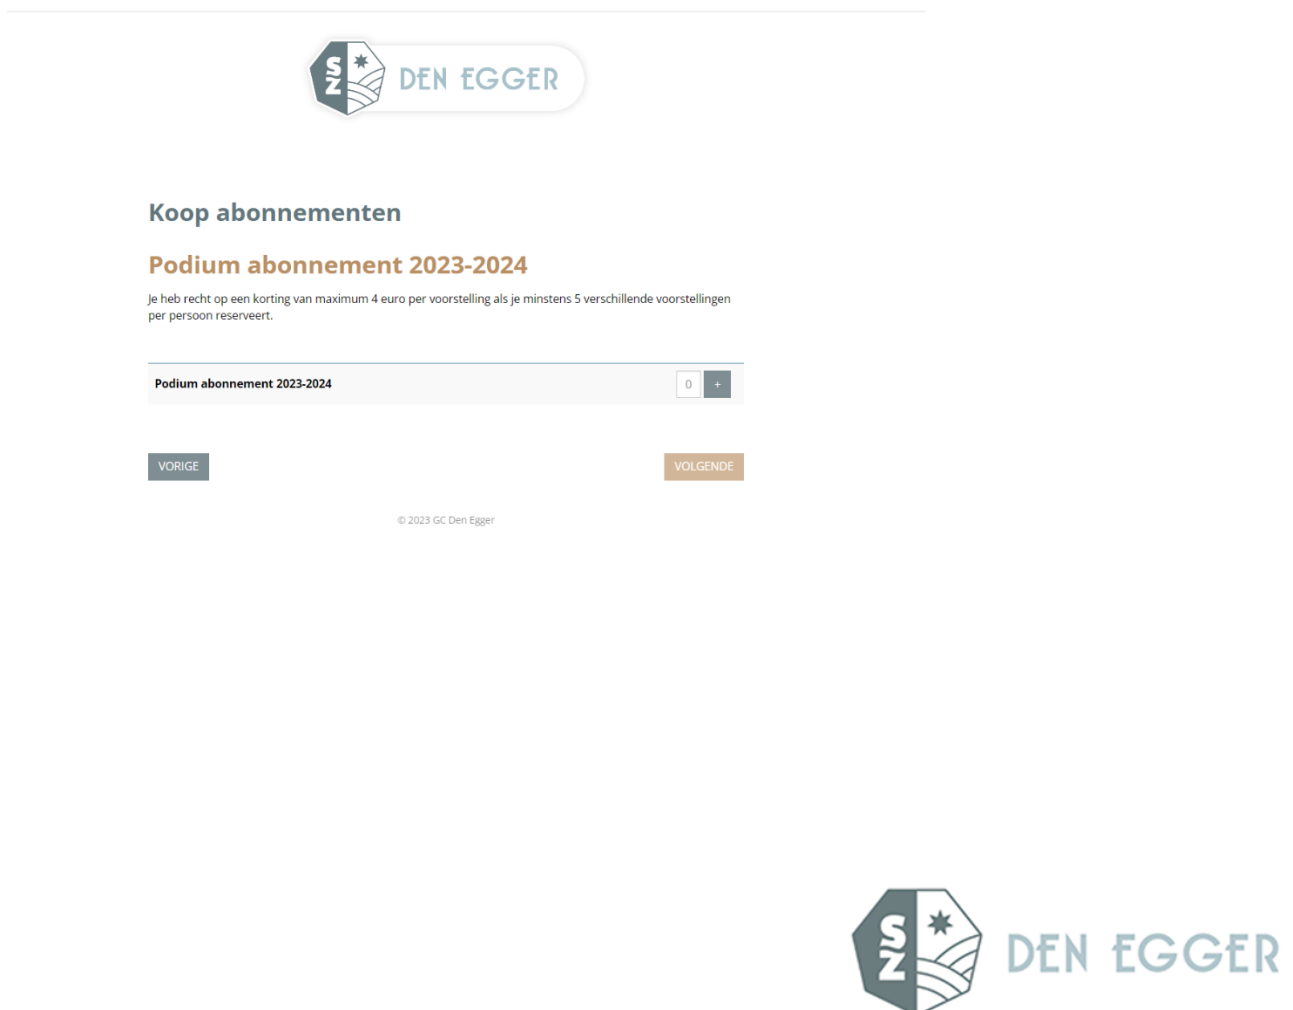 SZ DEN EGGER
Koop abonnementen
Podium abonnement 2023-2024
Je heb recht op een korting van maximum 4 euro per voorstelling als je minstens 5 verschillende voorstellingen
per persoon reserveert.
Podium abonnement 2023-2024 0 +
VORIGE VOLGENDE
© 2023 GC Den Egger
SZ DEN EGGER